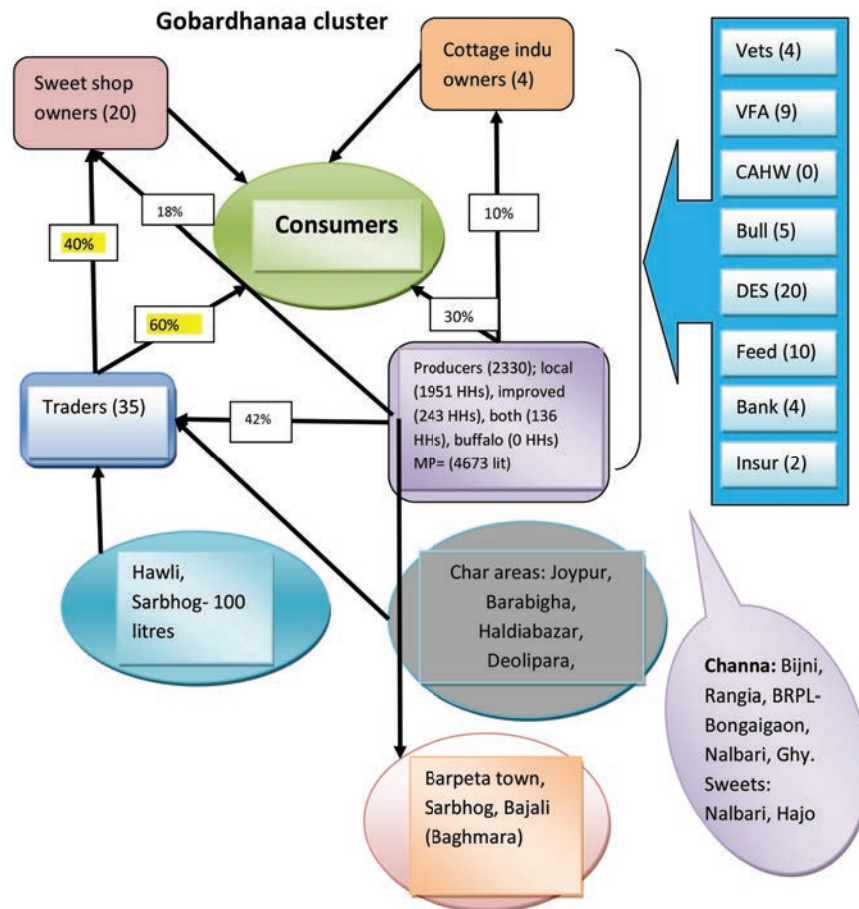 Gobardhanaa cluster
Sweet shop
owners (20)
Cottage indu
owners (4)
Consumers
18%
10%
40%
60%
30%
Traders (35)
42%
Producers (2330); local
(1951 HHs), improved
(243 HHs), both (136
HHs), buffalo (0 HHs)
MP= (4673 lit)
Hawli,
Sarbhog- 100
litres
Char areas: Joypur,
Barabigha,
Haldiabazar,
Deolipara,
Barpeta town,
Sarbhog, Bajali
(Baghmara)
Vets (4)
VFA (9)
CAHW (0)
Bull (5)
DES (20)
Feed (10)
Bank (4)
Insur (2)
Channa: Bijni,
Rangia, BRPL-
Bongaigaon,
Nalbari, Ghy.
Sweets:
Nalbari, Hajo